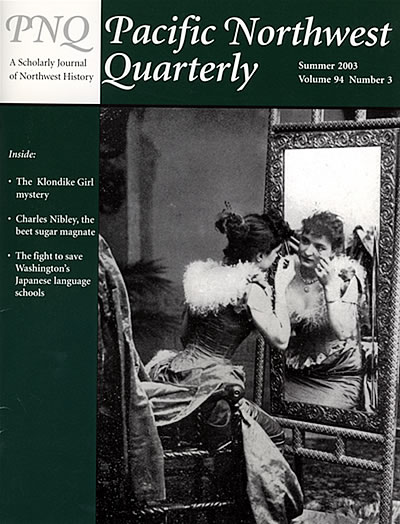 PNQ
A Scholarly Journal
of Northwest History
Pacific Northwest
Quarterly
Summer 2003
Volume 94 Number 3
Inside:
• The Klondike Girl
mystery
• Charles Nibley, the
beet sugar magnate
• The fight to save
Washington's
Japanese language
schools